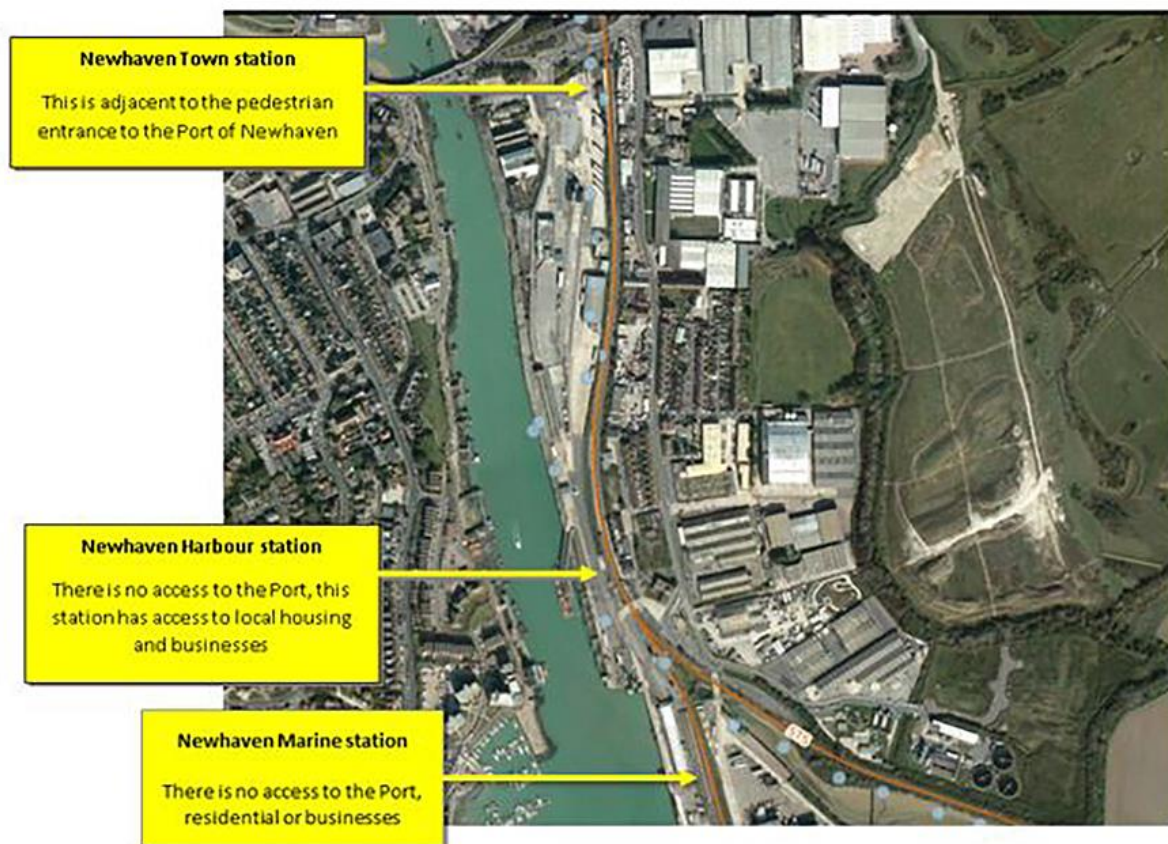 Newhaven Town station
This is adjacent to the pedestrian
entrance to the Port of Newhaven
Newhaven Harbour station
There is no access to the Port, this
station has access to local housing
and businesses
575
Newhaven Marine station
There is no access to the Port,
residential or businesses